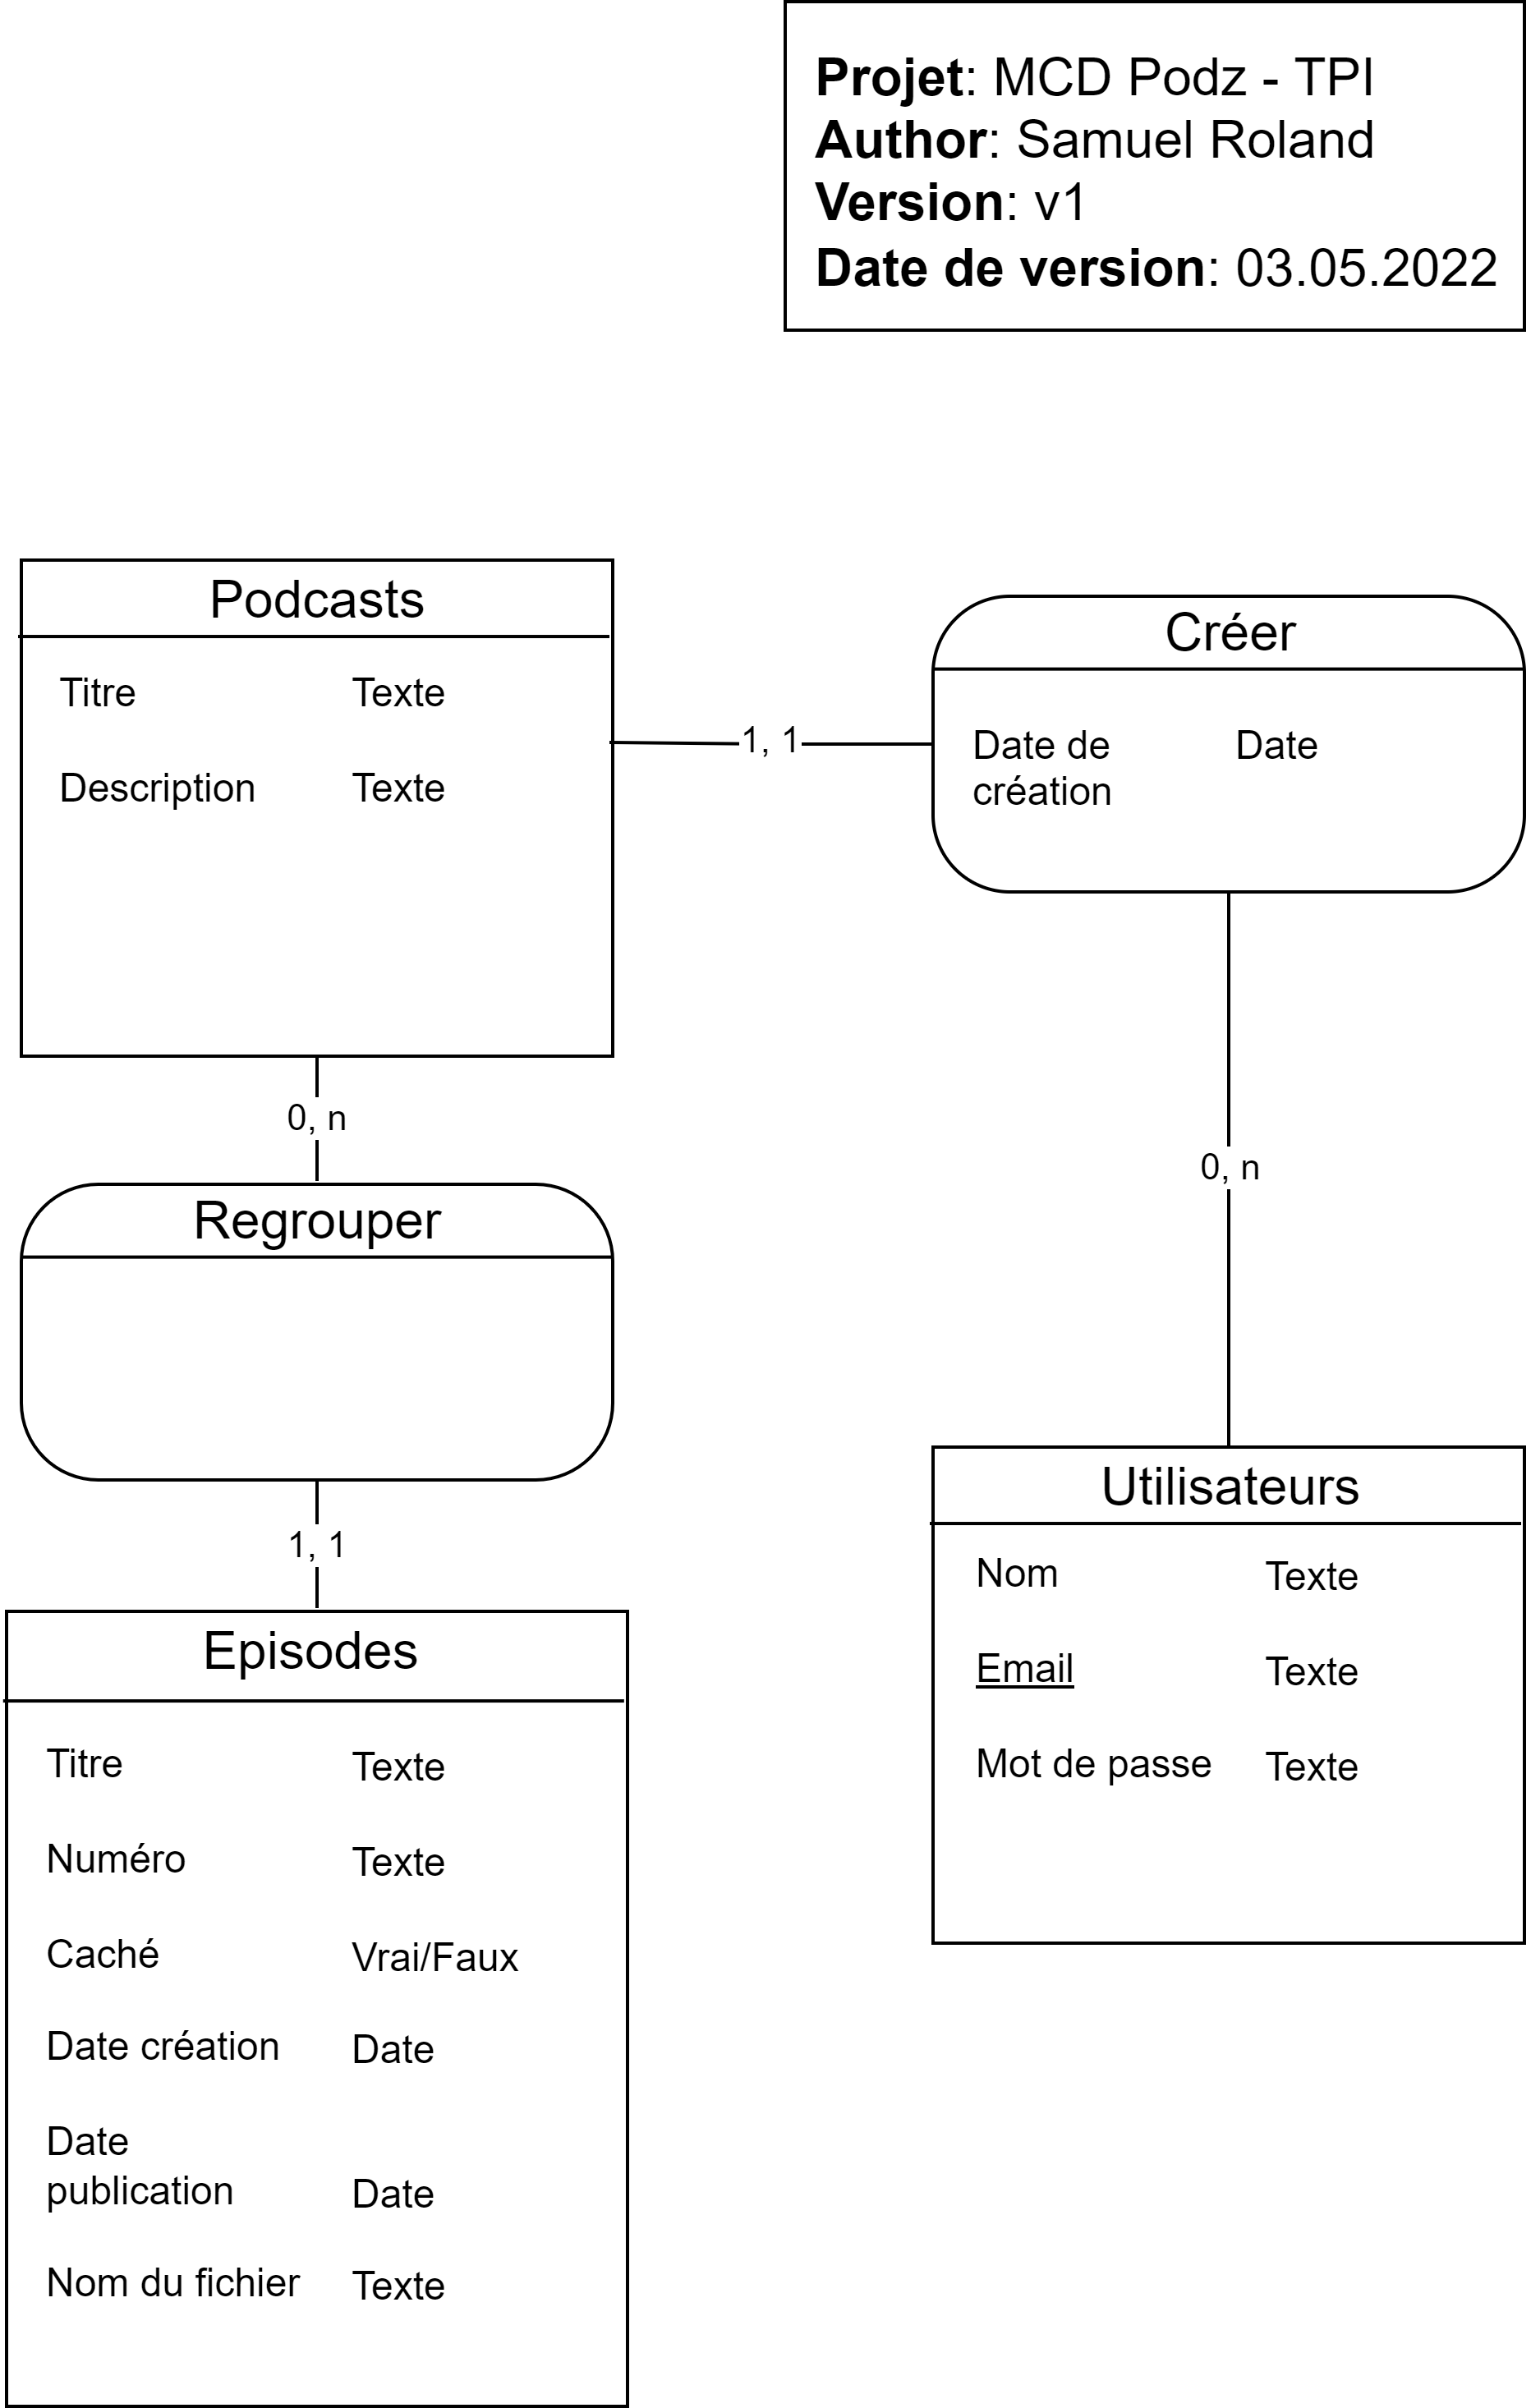 Projet: MCD Podz - TPI
Author: Samuel Roland
Version: v1
Date de version: 03.05.2022
Podcasts
Titre Texte
Description Texte
1, 1
Créer
Date de Date
création
0, n
Regrouper
1, 1
0, n
Utilisateurs
Nom Texte
Email Texte
Mot de passe Texte
Episodes
Titre Texte
Numéro Texte
Caché Vrai/Faux
Date création Date
Date
publication Date
Nom du fichier Texte